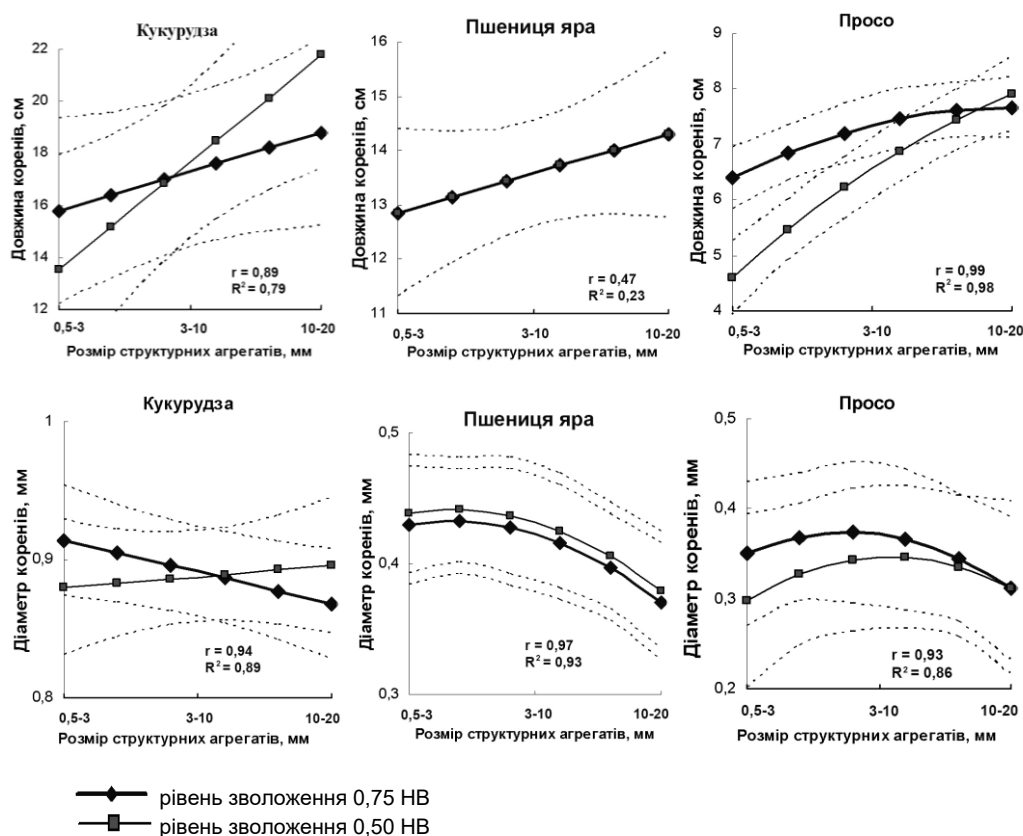 Кукурудза
Довжина коренів, см
22
20
18
16
14
12
r = 0,89
R² = 0,79
0,5-3 3-10 10-20
Розмір структурних агрегатів, мм
Пшениця яра
Довжина коренів, см
16
15
14
13
12
11
r = 0,47
R² = 0,23
0,5-3 3-10 10-20
Розмір структурних агрегатів, мм
Просо
Довжина коренів, см
9
8
7
6
5
4
r = 0,99
R² = 0,98
0,5-3 3-10 10-20
Розмір структурних агрегатів, мм
Кукурудза
Діаметр коренів, мм
1
0,9
0,8
r = 0,94
R² = 0,89
0,5-3 3-10 10-20
Розмір структурних агрегатів, мм
Пшениця яра
Діаметр коренів, мм
0,5
0,4
0,3
r = 0,97
R² = 0,93
0,5-3 3-10 10-20
Розмір структурних агрегатів, мм
Просо
Діаметр коренів, мм
0,5
0,4
0,3
0,2
r = 0,93
R² = 0,86
0,5-3 3-10 10-20
Розмір структурних агрегатів, мм
рівень зволоження 0,75 НВ
рівень зволоження 0,50 НВ